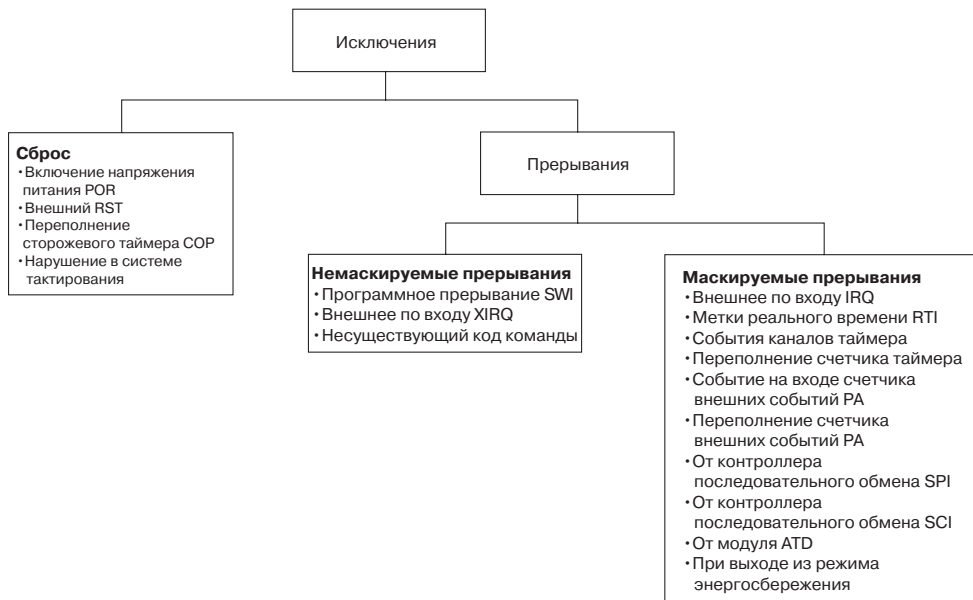 Исключения
Сброс
•Включение напряжения
питания POR
•Внешний RST
•Переполнение
сторожевого таймера COP
•Нарушение в системе
тактирования
Прерывания
Немаскируемые прерывания
•Программное прерывание SWI
•Внешнее по входу XIRQ
•Несуществующий код команды
Маскируемые прерывания
•Внешнее по входу IRQ
•Метки реального времени RTI
•События каналов таймера
•Переполнение счетчика таймера
•Событие на входе счетчика
внешних событий PA
•Переполнение счетчика
внешних событий PA
•От контроллера
последовательного обмена SPI
•От контроллера
последовательного обмена SCI
•От модуля ATD
•При выходе из режима
энергосбережения